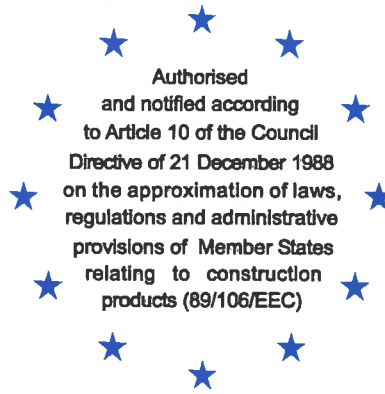 Authorised
and notified according
to Article 10 of the Council
Directive of 21 December 1988
on the approximation of laws,
regulations and administrative
provisions of Member States
relating to construction
products (89/106/EEC)